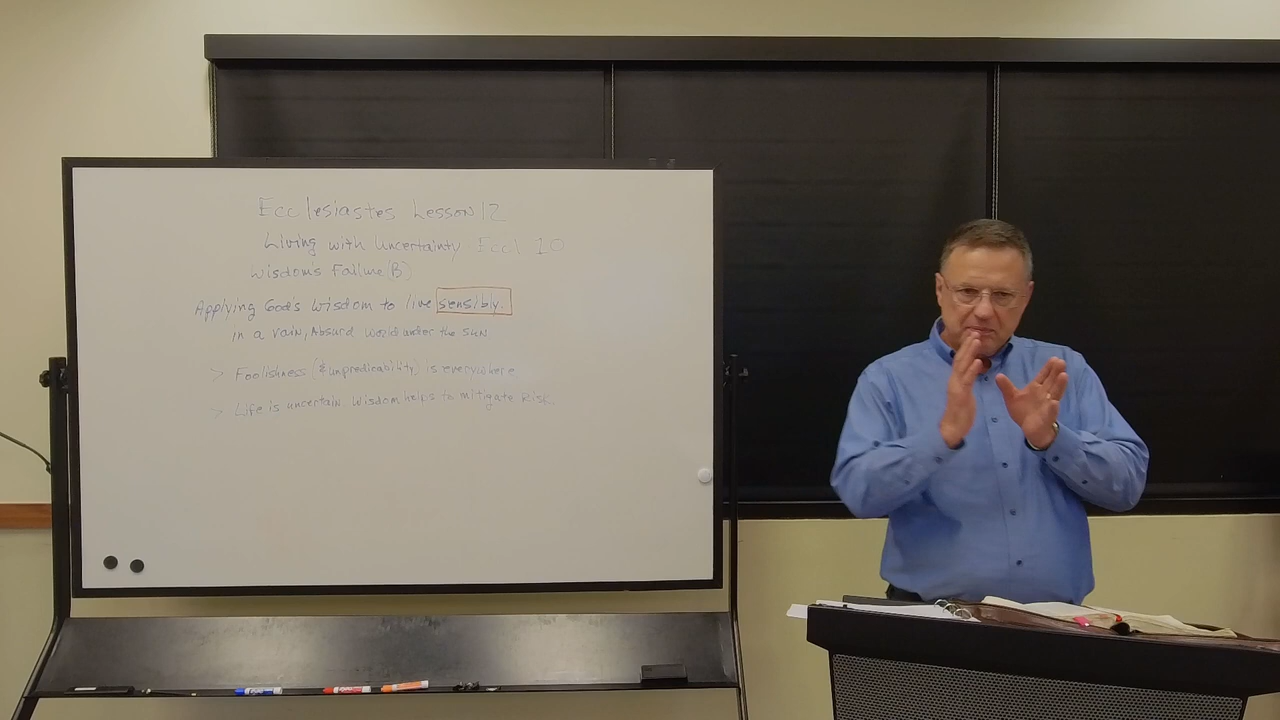 Ecclesiastes Lesson 12
Living with Uncertainty Eccl 10
Wisdom's Failure (B)
Applying God's Wisdom to live sensibly.
in a vain, Absurd World under the SUN
> Foolishness (& unpredicability) is everywhere
> Life is uncertain Wisdom helps to mitigate Risk